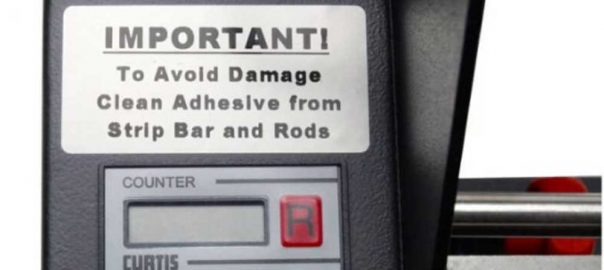 IMPORTANT!
To Avoid Damage
Clean Adhesive from
Strip Bar and Rods
COUNTER
R
CURTIS